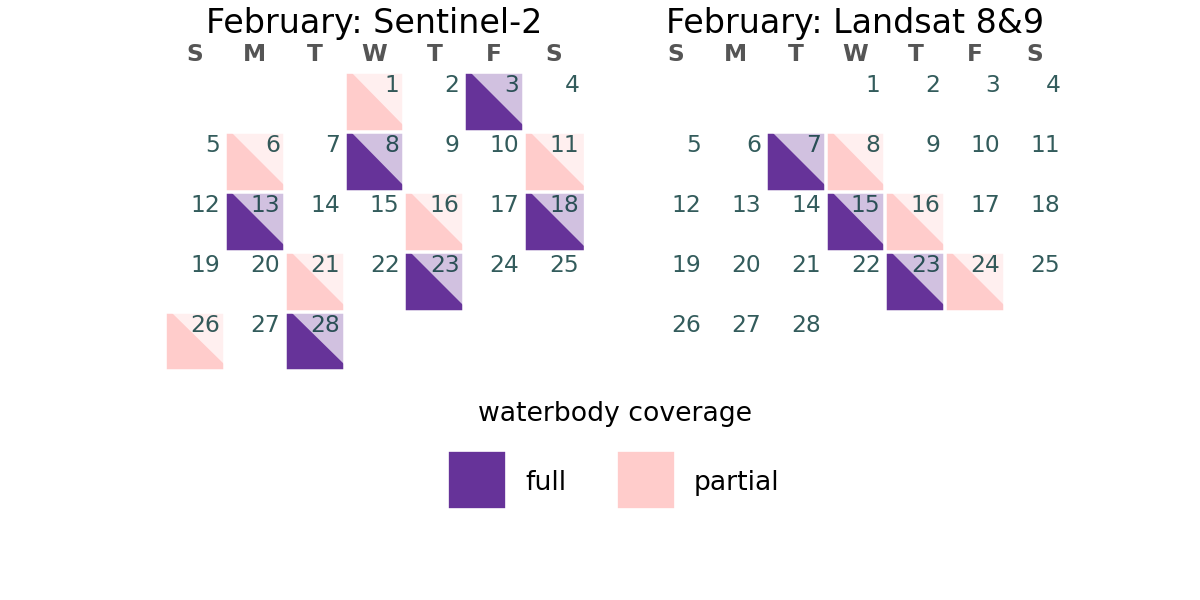 February: Sentinel-2
S M T W T F S
1 2 3 4
5 6 7 8 9 10 11
12 13 14 15 16 17 18
19 20 21 22 23 24 25
26 27 28
February: Landsat 8&9
S M T W T F S
1 2 3 4
5 6 7 8 9 10 11
12 13 14 15 16 17 18
19 20 21 22 23 24 25
26 27 28
waterbody coverage
full partial